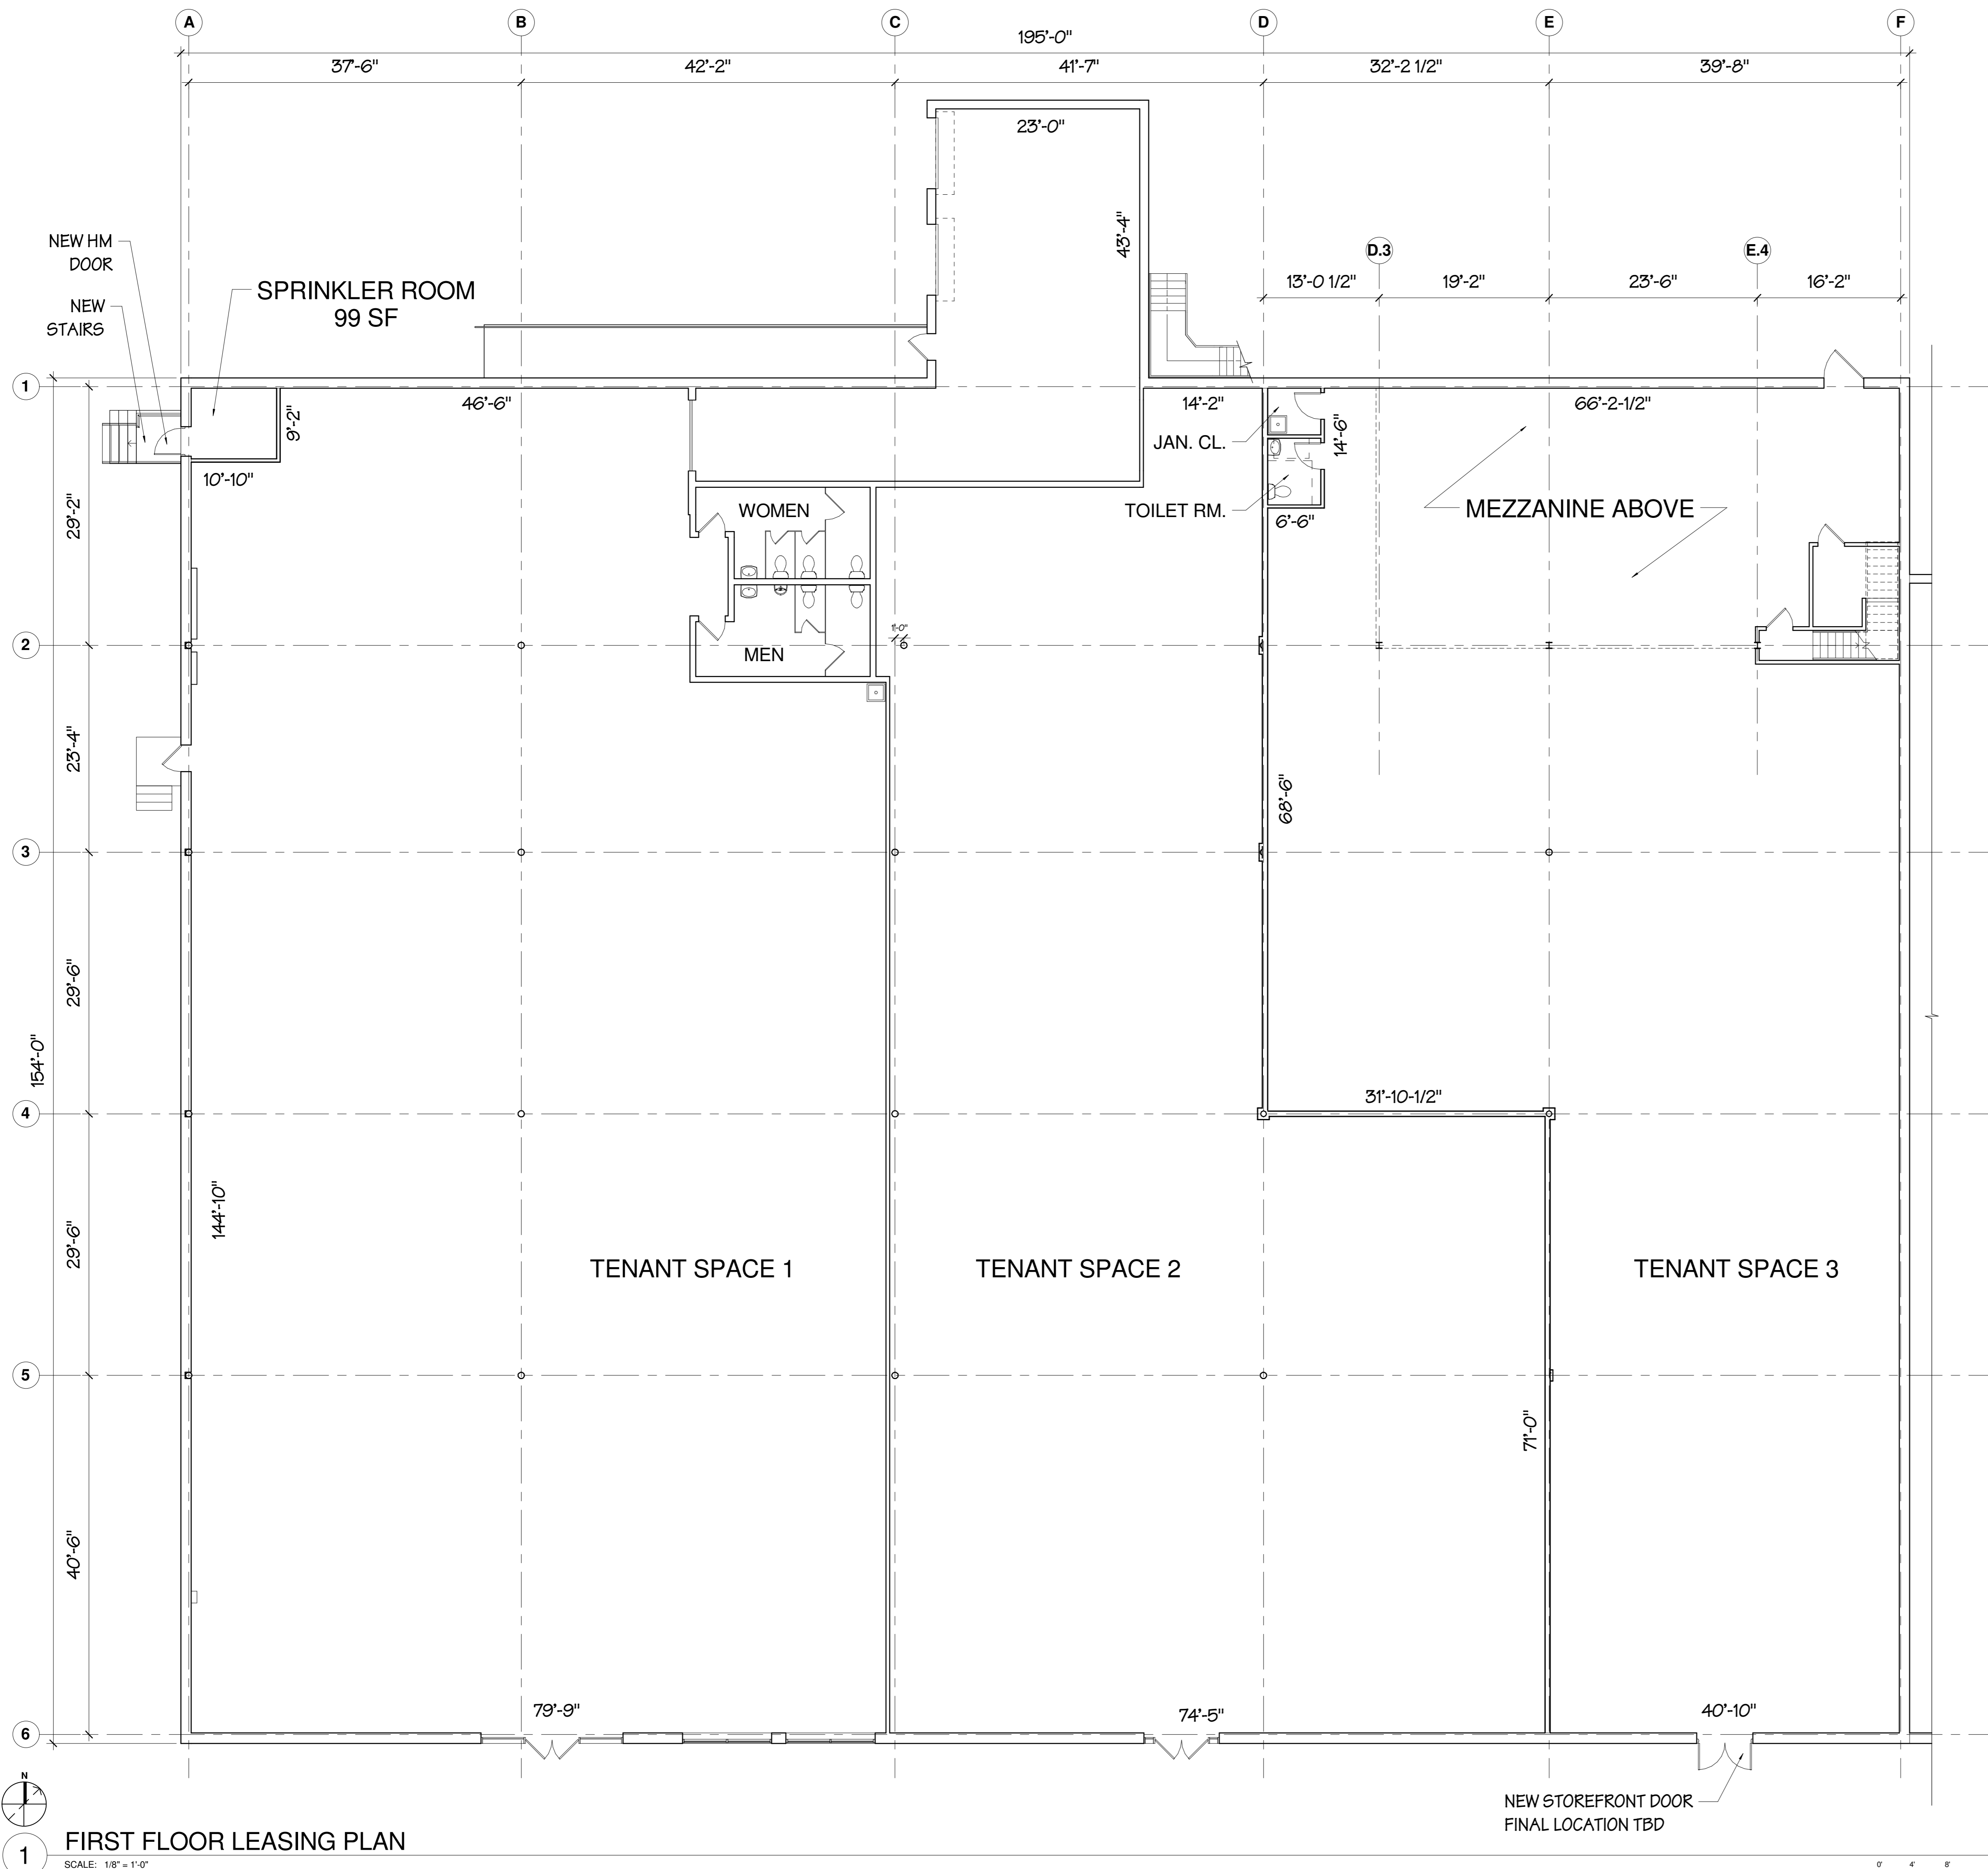 A B C D E F
195'-0"
37'-6" 42'-2" 41'-7" 32'-2 1/2" 39'-8"
23'-0"
43'-4"
NEW HM
DOOR
NEW
STAIRS
SPRINKLER ROOM
99 SF
D.3 E.4
13'-0 1/2" 19'-2" 23'-6" 16'-2"
1
46'-6"
14'-2"
66'-2-1/2"
9'-2"
10'-10"
JAN. CL.
14'-6"
TOILET RM.
6'-6"
MEZZANINE ABOVE
WOMEN
MEN
29'-2"
1'-0"
2
23'-4"
68'-6"
3
29'-6"
154'-0"
31'-10-1/2"
4
144'-10"
29'-6"
TENANT SPACE 1
TENANT SPACE 2
TENANT SPACE 3
5
71'-0"
40'-6"
79'-9"
74'-5"
40'-10"
6
N
NEW STOREFRONT DOOR
FINAL LOCATION TBD
1
FIRST FLOOR LEASING PLAN
SCALE: 1/8" = 1'-0"
0' 4' 8'